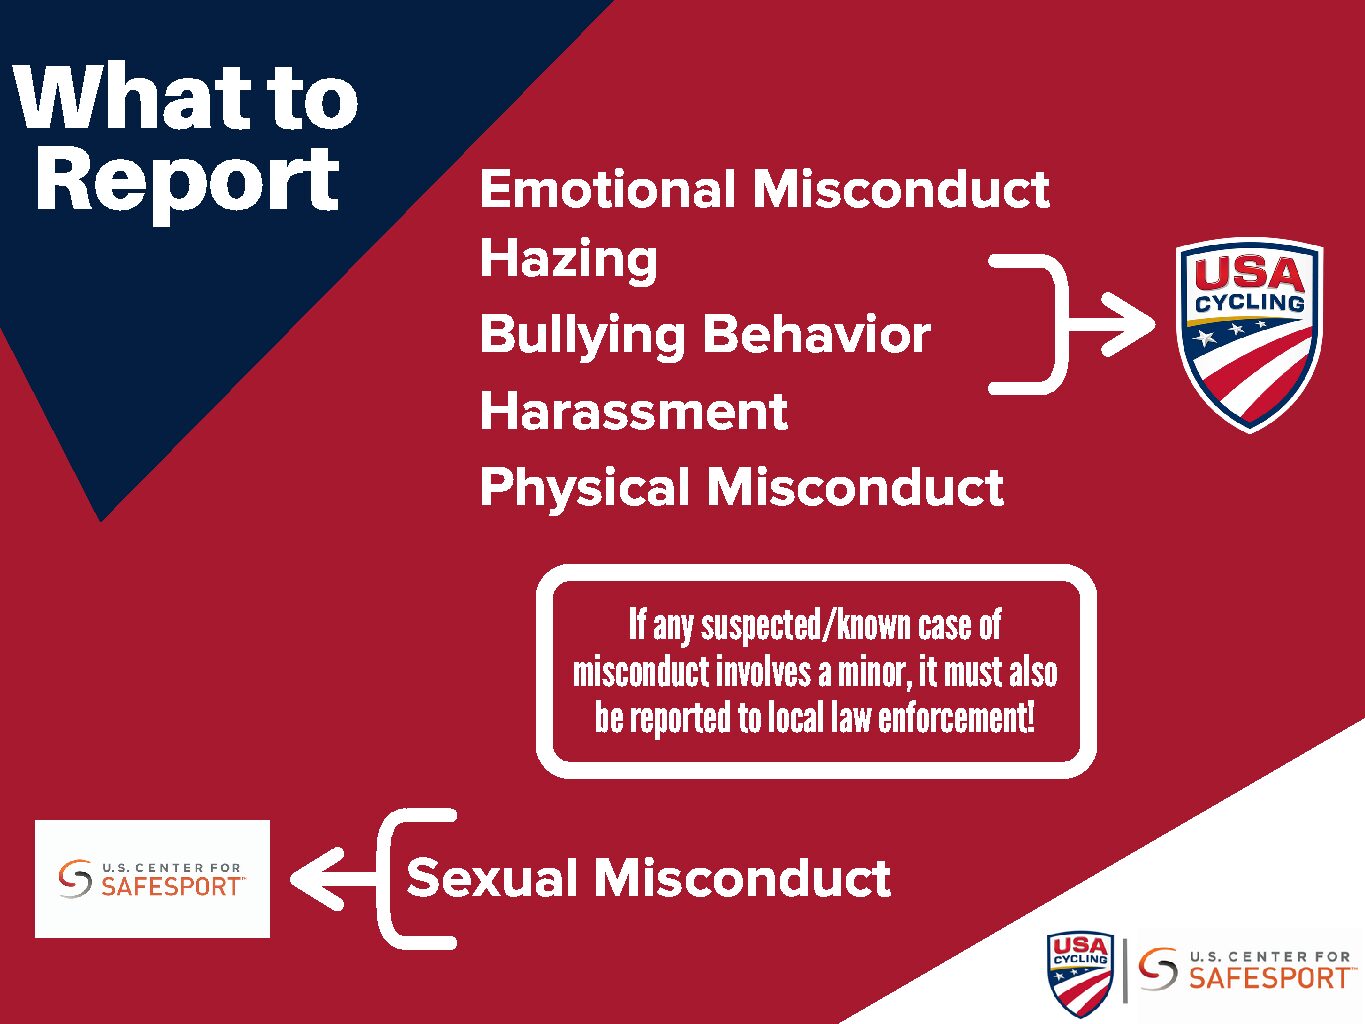 What to
Report
Emotional Misconduct
Hazing
Bullying Behavior
Harassment
Physical Misconduct
USA
CYCLING
If any suspected/known case of
misconduct involves a minor, it must also
be reported to local law enforcement!
U.S. CENTER FOR
SAFESPORT™
Sexual Misconduct
USA
CYCLING
U.S. CENTER FOR
SAFESPORT™